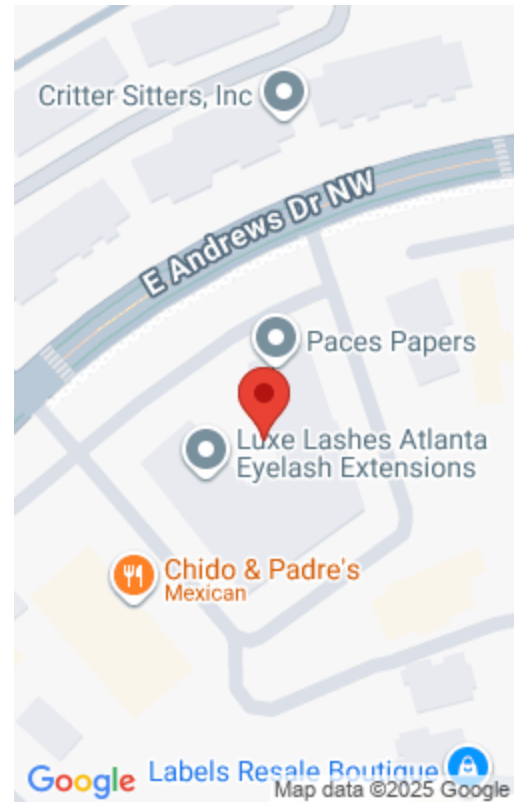 Critter Sitters, Inc
E Andrews Dr NW
Paces Papers
Luxe Lashes Atlanta
Eyelash Extensions
Chido & Padre's
Mexican
Labels Resale Boutique
Google
Map data ©2025 Google